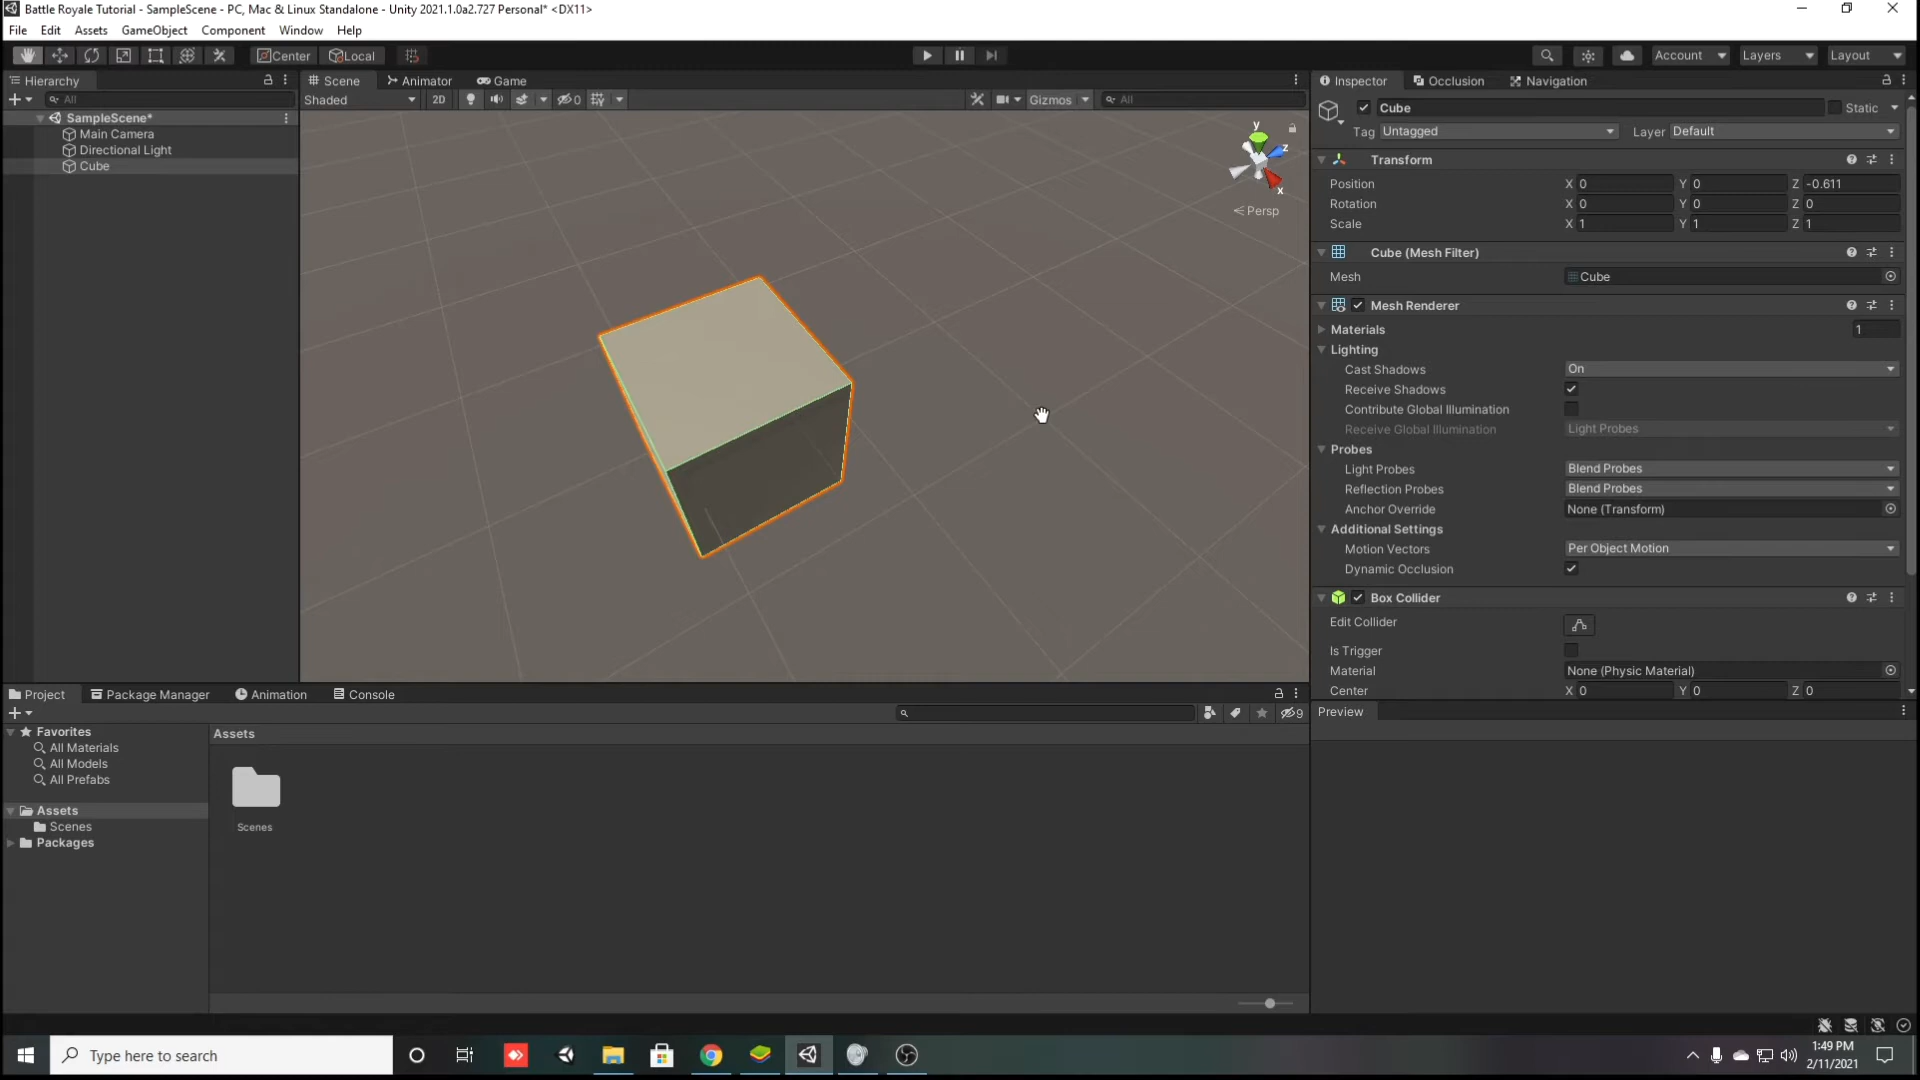 Battle Royale Tutorial - SampleScene - PC, Mac & Linux Standalone - Unity 2021.1.0a2.727 Personal* <DX11>
File Edit Assets GameObject Component Window Help
Center Local
Account Layers Layout
Hierarchy
All
SampleScene*
Main Camera
Directional Light
Cube
Scene Animator Game
Shaded 2D 0 Gizmos All
y
z
x
Persp
Inspector Occlusion Navigation
Cube Static
Tag Untagged Layer Default
Transform
Position X 0 Y 0 Z -0.611
Rotation X 0 Y 0 Z 0
Scale X 1 Y 1 Z 1
Cube (Mesh Filter)
Mesh Cube
Mesh Renderer
Materials 1
Lighting
Cast Shadows On
Receive Shadows
Contribute Global Illumination
Receive Global Illumination Light Probes
Probes
Light Probes Blend Probes
Reflection Probes Blend Probes
Anchor Override None (Transform)
Additional Settings
Motion Vectors Per Object Motion
Dynamic Occlusion
Box Collider
Edit Collider
Is Trigger
Material None (Physic Material)
Center X 0 Y 0 Z 0
Preview
Project Package Manager Animation Console
9
Favorites
All Materials
All Models
All Prefabs
Assets
Scenes
Packages
Assets
Scenes
Type here to search
1:49 PM
2/11/2021